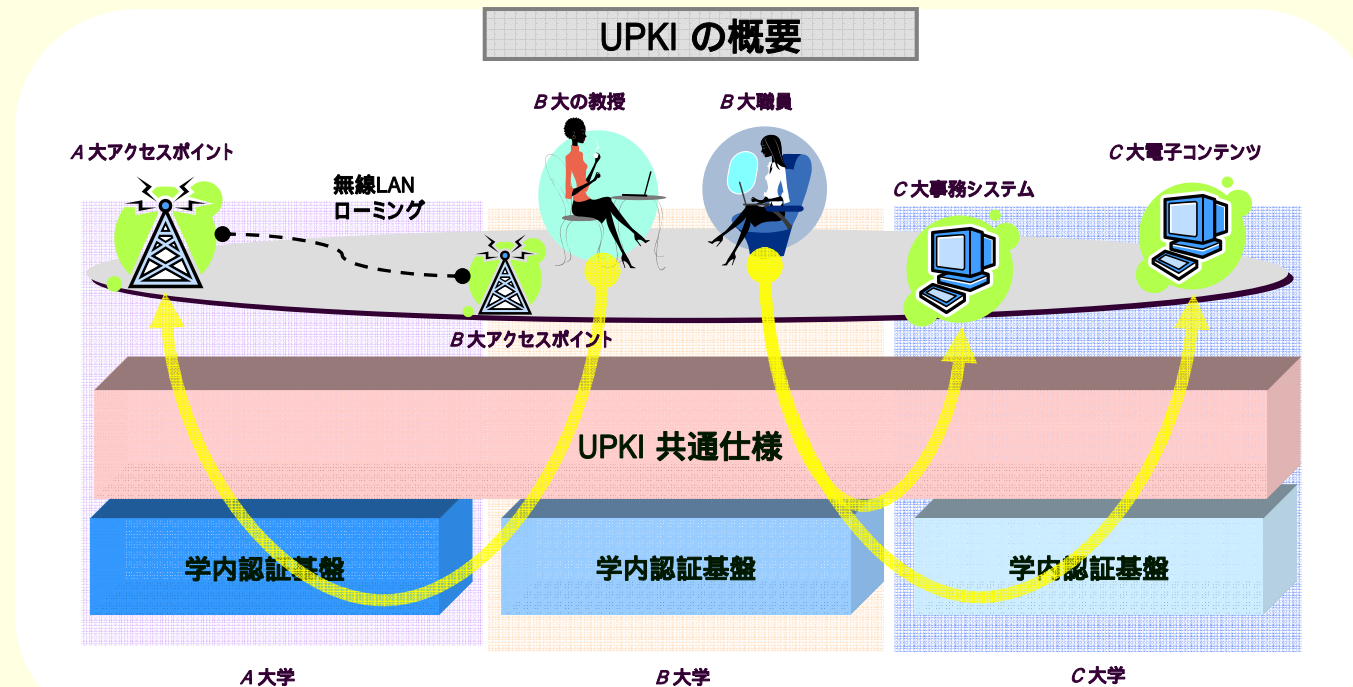 UPKI の概要
B 大の教授
B 大職員
A 大アクセスポイント
C 大電子コンテンツ
無線LAN
ローミング
C 大事務システム
B 大アクセスポイント
UPKI 共通仕様
学内認証基盤
学内認証基盤
学内認証基盤
A 大学
B 大学
C 大学